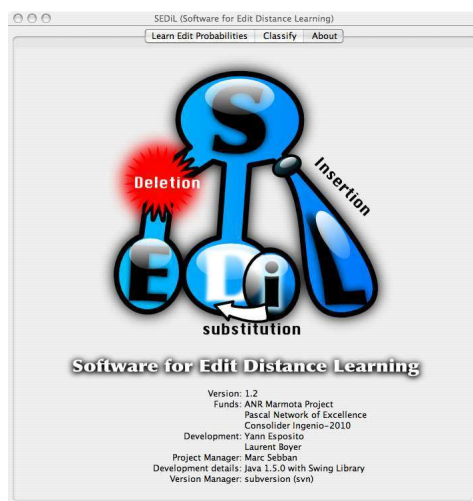 SEDiL (Software for Edit Distance Learning)
Learn Edit Probabilities Classify About
S
Deletion
Insertion
E D i L
substitution
Software for Edit Distance Learning
Version: 1.2
Funds: ANR Marmota Project
Pascal Network of Excellence
Consolider Ingenio-2010
Development: Yann Esposito
Laurent Boyer
Project Manager: Marc Sebban
Development details: Java 1.5.0 with Swing Library
Version Manager: subversion (svn)